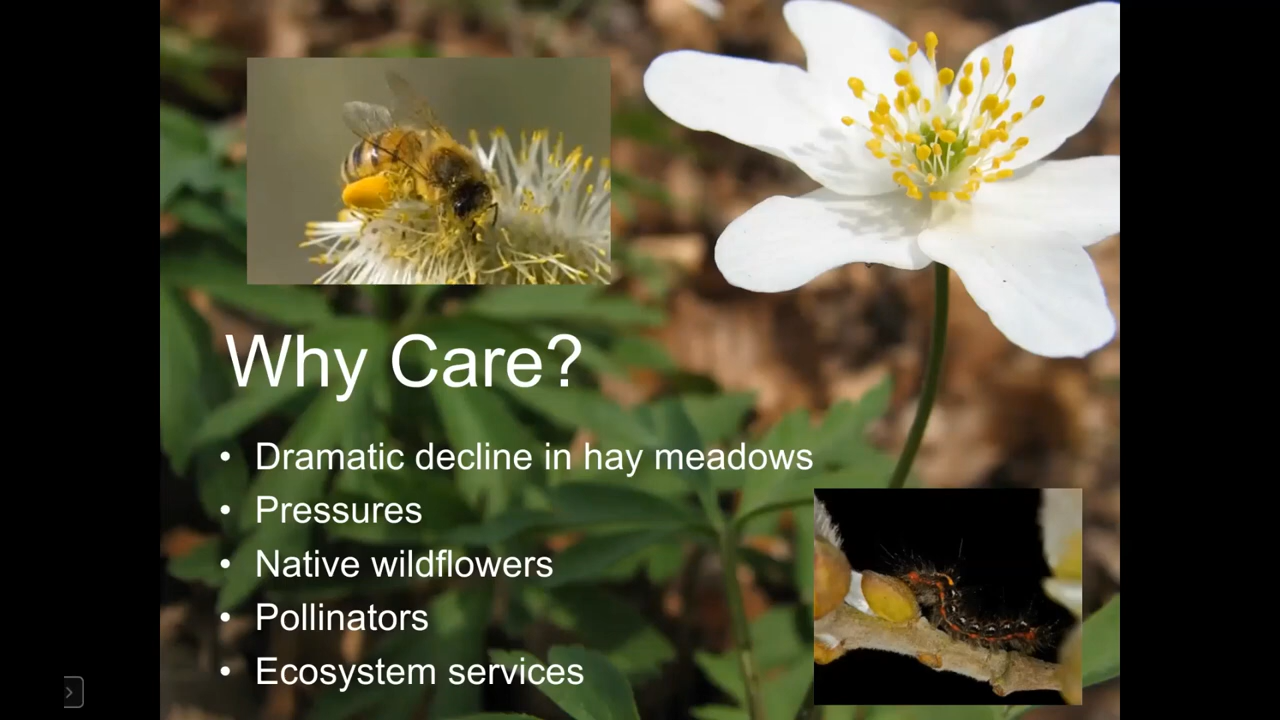 Why Care?
• Dramatic decline in hay meadows
• Pressures
• Native wildflowers
• Pollinators
• Ecosystem services